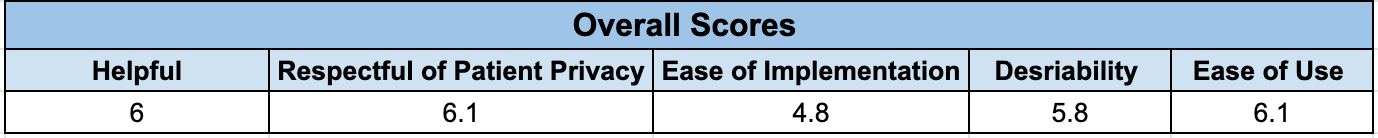 Overall Scores
Helpful Respectful of Patient Privacy Ease of Implementation Desriability Ease of Use
6 6.1 4.8 5.8 6.1